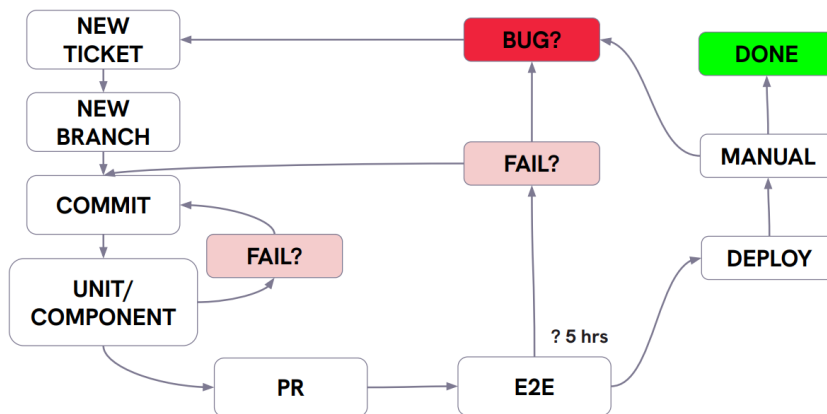 NEW
TICKET
BUG?
DONE
NEW
BRANCH
FAIL?
MANUAL
COMMIT
FAIL?
DEPLOY
UNIT/
COMPONENT
? 5 hrs
PR
E2E